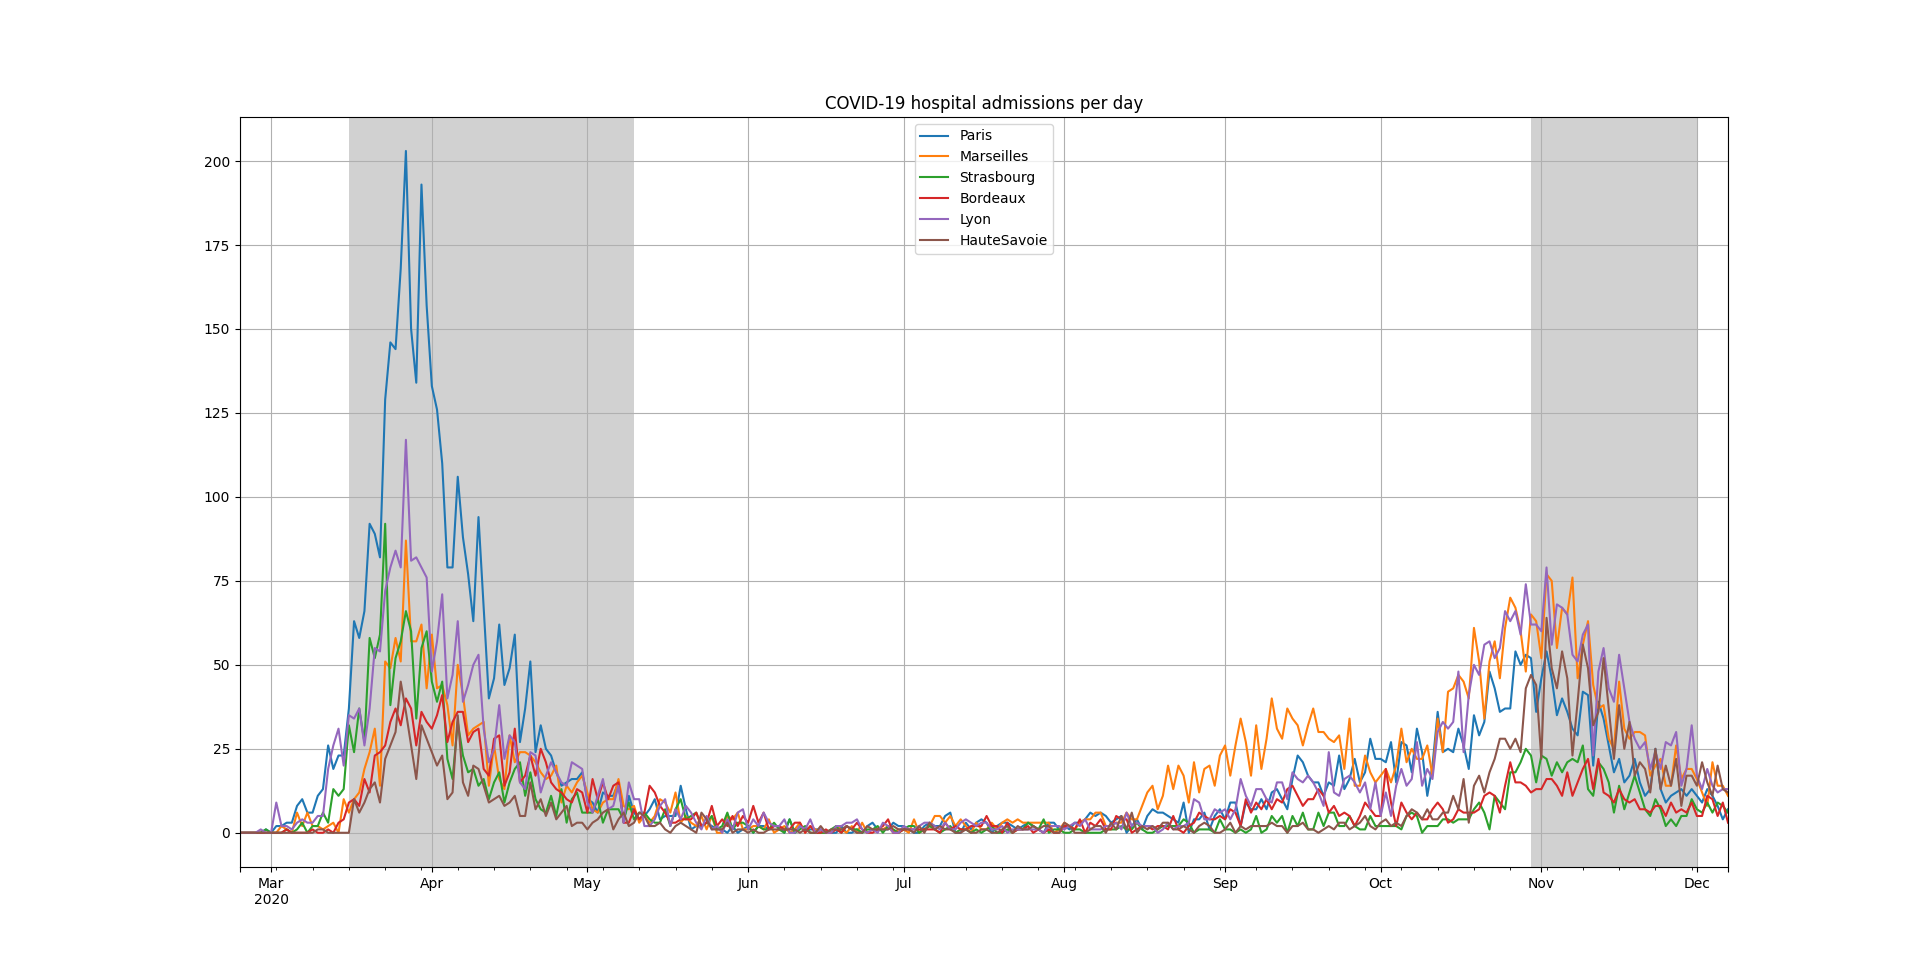 COVID-19 hospital admissions per day
Paris
Marseilles
Strasbourg
Bordeaux
Lyon
HauteSavoie
200
175
150
125
100
75
50
25
0
Mar Apr May Jun Jul Aug Sep Oct Nov Dec
2020